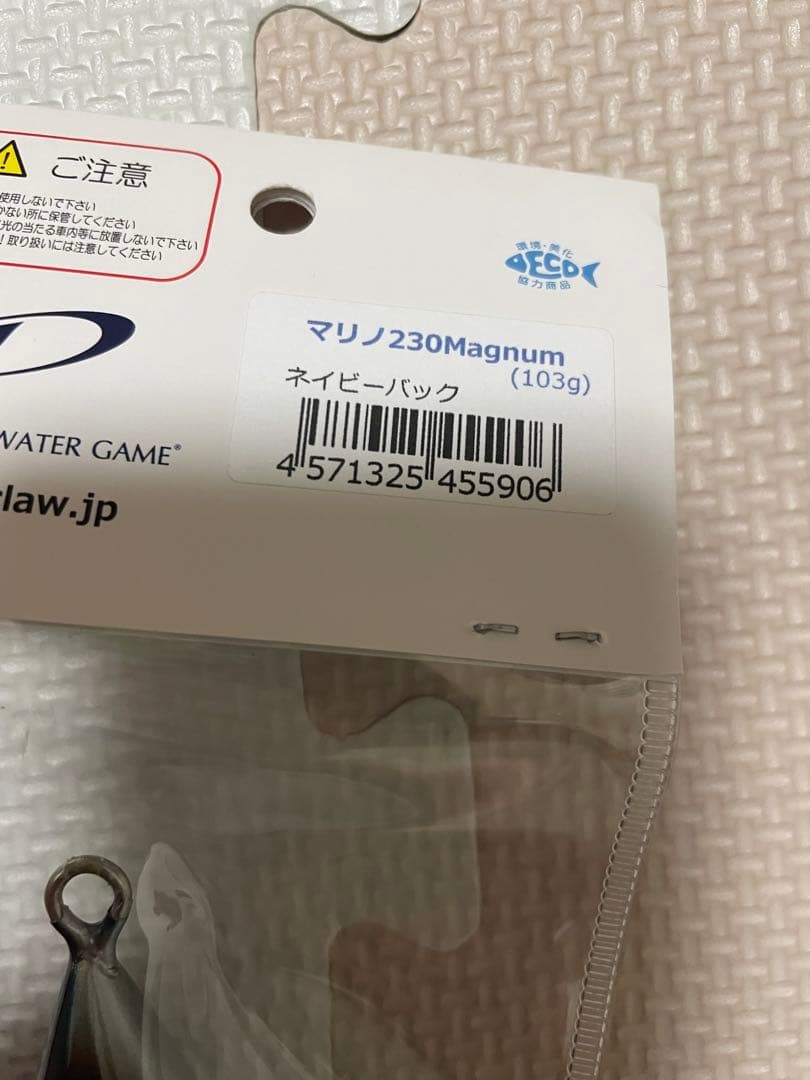 ご注意
使用しないで下さい
ない所に保管してください
光の当たる車内等に放置しないで下さい
!取り扱いには注意してください
環境・美化
ECO
協力商品
マリノ230Magnum
(103g)
ネイビーバック
4571325455906
WATER GAME®
law.jp